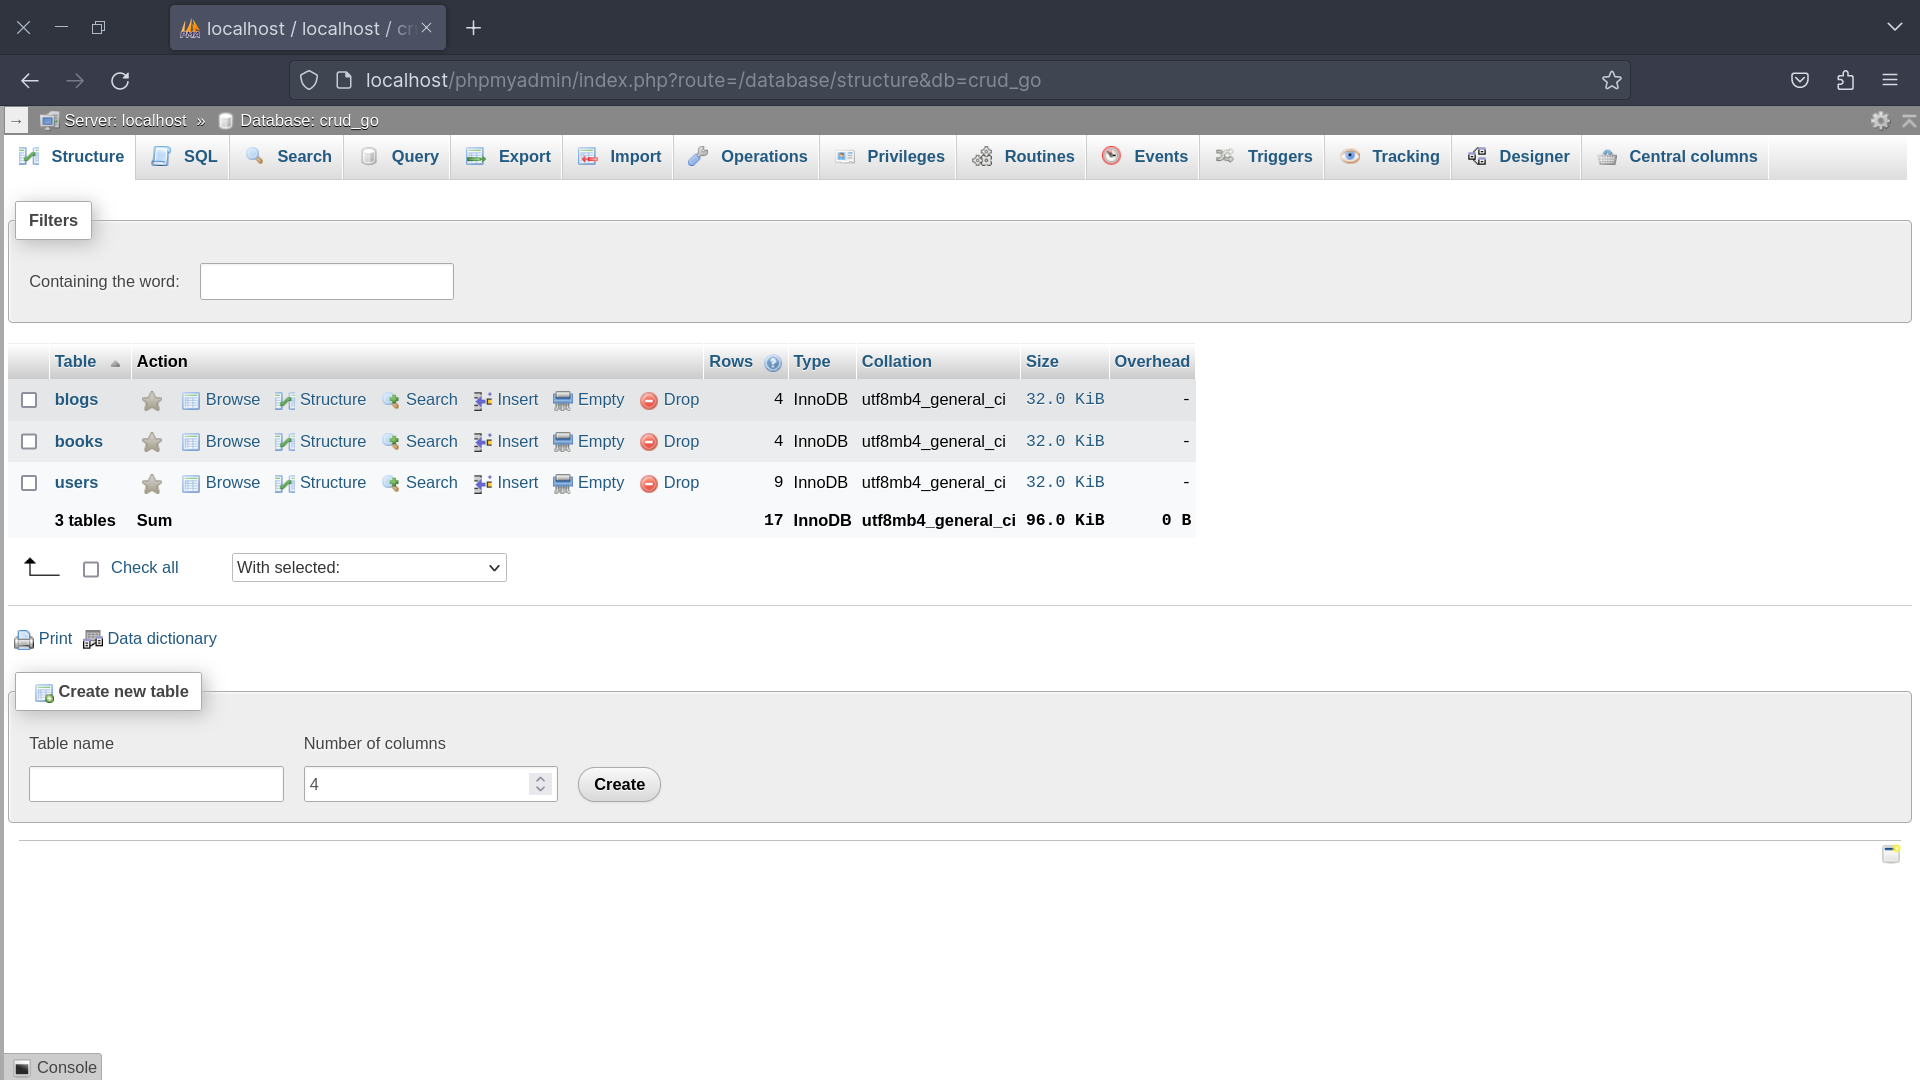 localhost / localhost / cr
localhost/phpmyadmin/index.php?route=/database/structure&db=crud_go
Server: localhost » Database: crud_go
Structure SQL Search Query Export Import Operations Privileges Routines Events Triggers Tracking Designer Central columns
Filters
Containing the word:
Table Action Rows Type Collation Size Overhead
blogs Browse Structure Search Insert Empty Drop 4 InnoDB utf8mb4_general_ci 32.0 KiB -
books Browse Structure Search Insert Empty Drop 4 InnoDB utf8mb4_general_ci 32.0 KiB -
users Browse Structure Search Insert Empty Drop 9 InnoDB utf8mb4_general_ci 32.0 KiB -
3 tables Sum 17 InnoDB utf8mb4_general_ci 96.0 KiB 0 B
Check all With selected:
Print Data dictionary
Create new table
Table name Number of columns
4 Create
Console